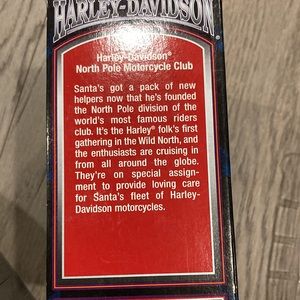 HARLEY-DAVIDSON
Harley-Davidson®
North Pole Motorcycle Club
Santa's got a pack of new
helpers now that he's founded
the North Pole division of the
world's most famous riders
club. It's the Harley® folk's first
gathering in the Wild North, and
the enthusiasts are cruising in
from all around the globe.
They're on special assign-
ment to provide loving care
for Santa's fleet of Harley-
Davidson motorcycles.